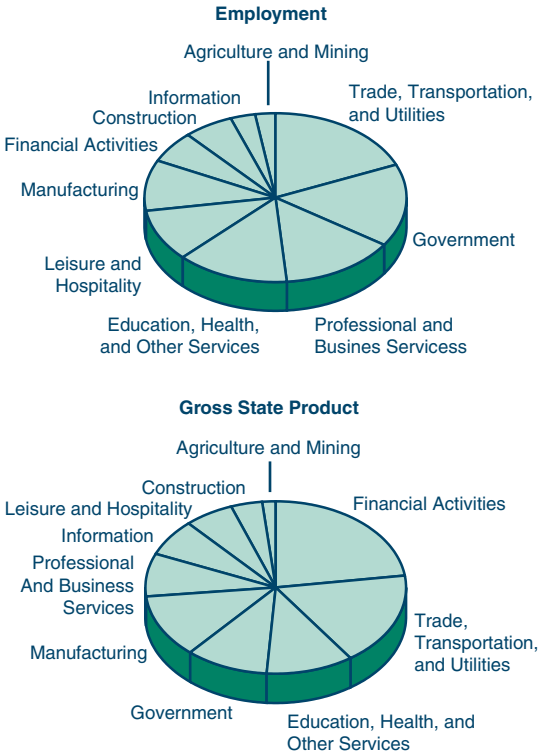 Employment
Agriculture and Mining
Trade, Transportation,
and Utilities
Information
Construction
Financial Activities
Manufacturing
Government
Leisure and
Hospitality
Education, Health,
and Other Services
Professional and
Busines Servicess
Gross State Product
Agriculture and Mining
Construction
Financial Activities
Leisure and Hospitality
Information
Professional
And Business
Services
Trade,
Transportation,
and Utilities
Manufacturing
Government
Education, Health, and
Other Services